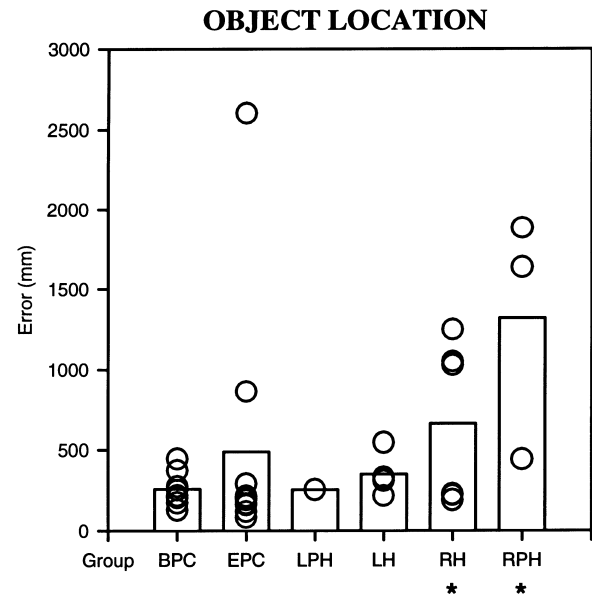 OBJECT LOCATION
3000
2500
2000
1500
1000
500
0
Error (mm)
Group BPC EPC LPH LH RH RPH
* *